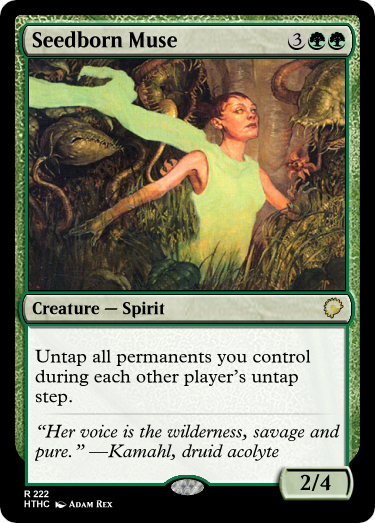 Seedborn Muse 3
Creature — Spirit
Untap all permanents you control
during each other player's untap
step.
“Her voice is the wilderness, savage and
pure.” —Kamahl, druid acolyte
2/4
R 222
HTHC Adam Rex